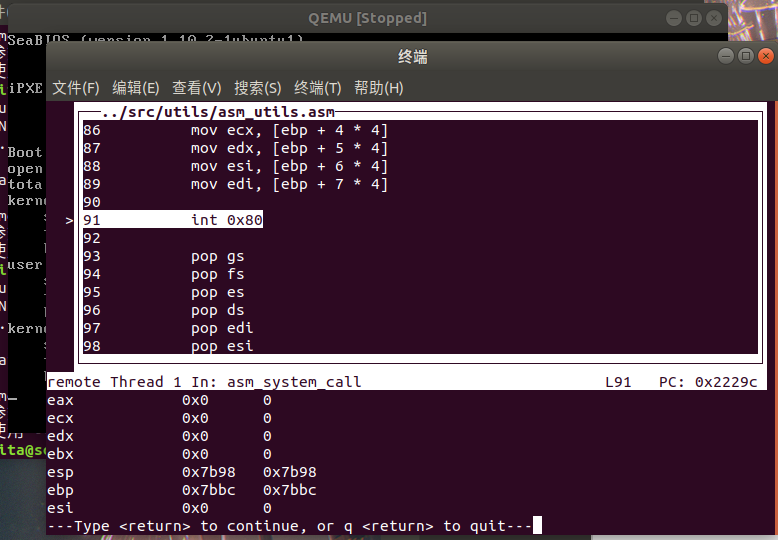 QEMU [Stopped]
SeaBIOS (version 1.10.2-1ubuntu1)
iPXE
Boot
open
tota
kerne
user
kerne
ita@s
终端
文件(F) 编辑(E) 查看(V) 搜索(S) 终端(T) 帮助(H)
../src/utils/asm_utils.asm
86 mov ecx, [ebp + 4 * 4]
87 mov edx, [ebp + 5 * 4]
88 mov esi, [ebp + 6 * 4]
89 mov edi, [ebp + 7 * 4]
90
> 91 int 0x80
92
93 pop gs
94 pop fs
95 pop es
96 pop ds
97 pop edi
98 pop esi
remote Thread 1 In: asm_system_call L91 PC: 0x2229c
eax 0x0 0
ecx 0x0 0
edx 0x0 0
ebx 0x0 0
esp 0x7b98 0x7b98
ebp 0x7bbc 0x7bbc
esi 0x0 0
---Type <return> to continue, or q <return> to quit---